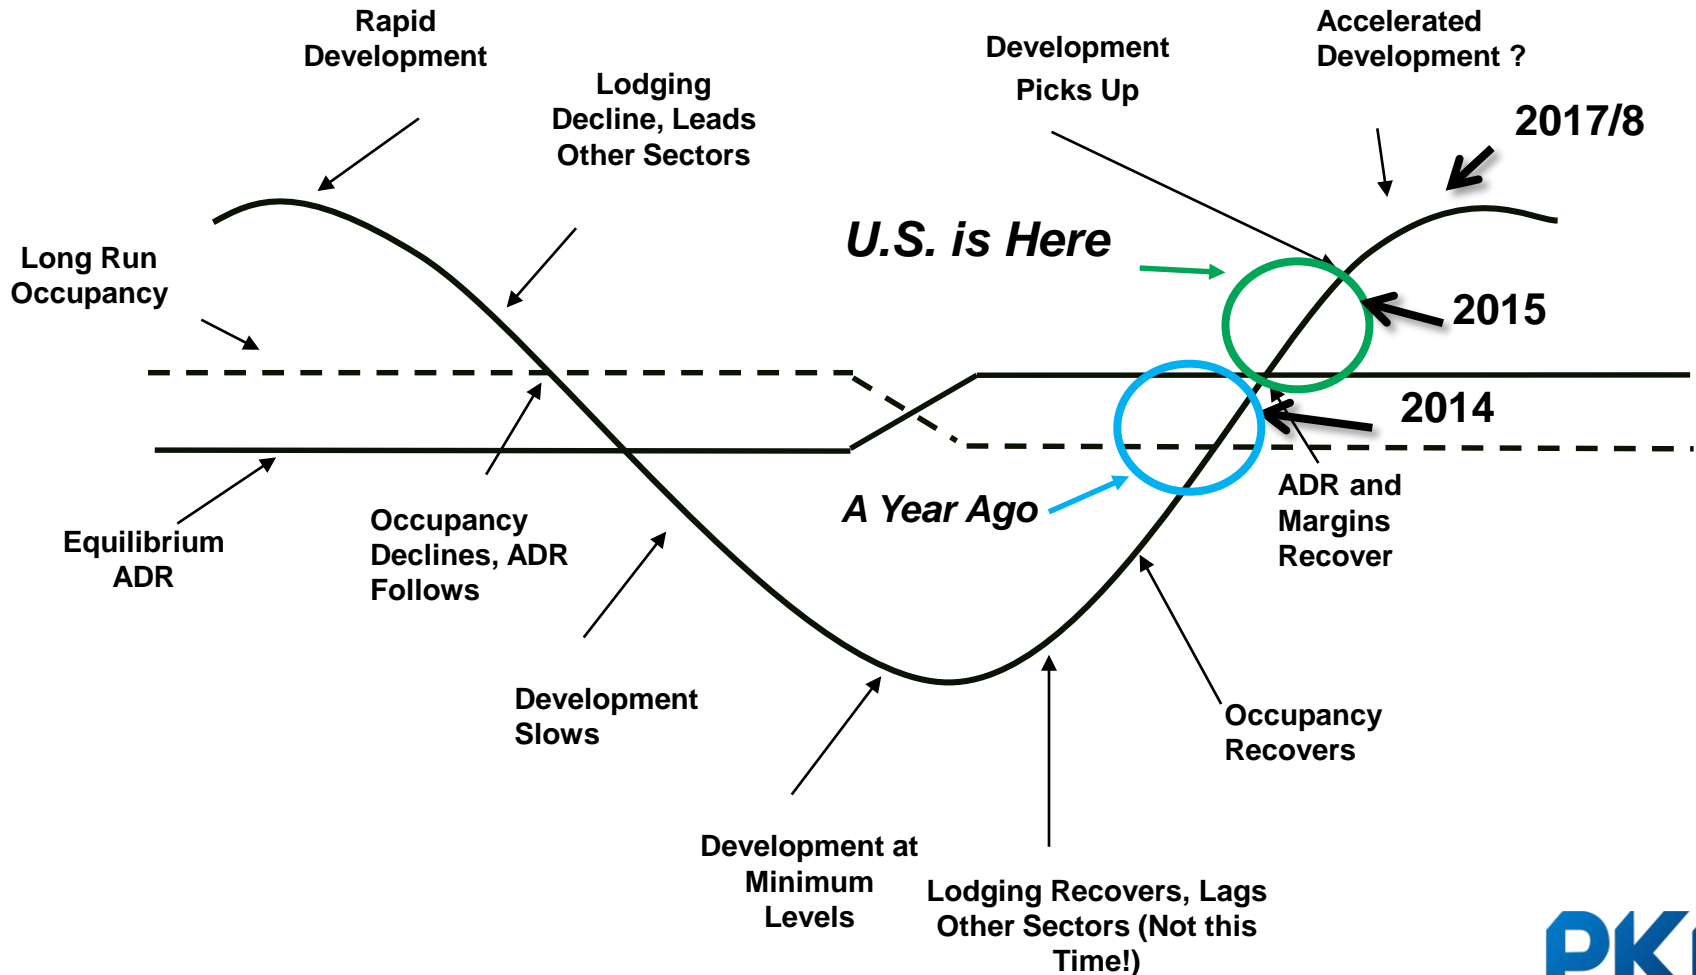 Rapid
Development
Lodging
Decline, Leads
Other Sectors
Development
Picks Up
Accelerated
Development ?
2017/8
U.S. is Here
Long Run
Occupancy
2015
2014
A Year Ago
ADR and
Margins
Recover
Equilibrium
ADR
Occupancy
Declines, ADR
Follows
Development
Slows
Occupancy
Recovers
Development at
Minimum
Levels
Lodging Recovers, Lags
Other Sectors (Not this
Time!)
PK